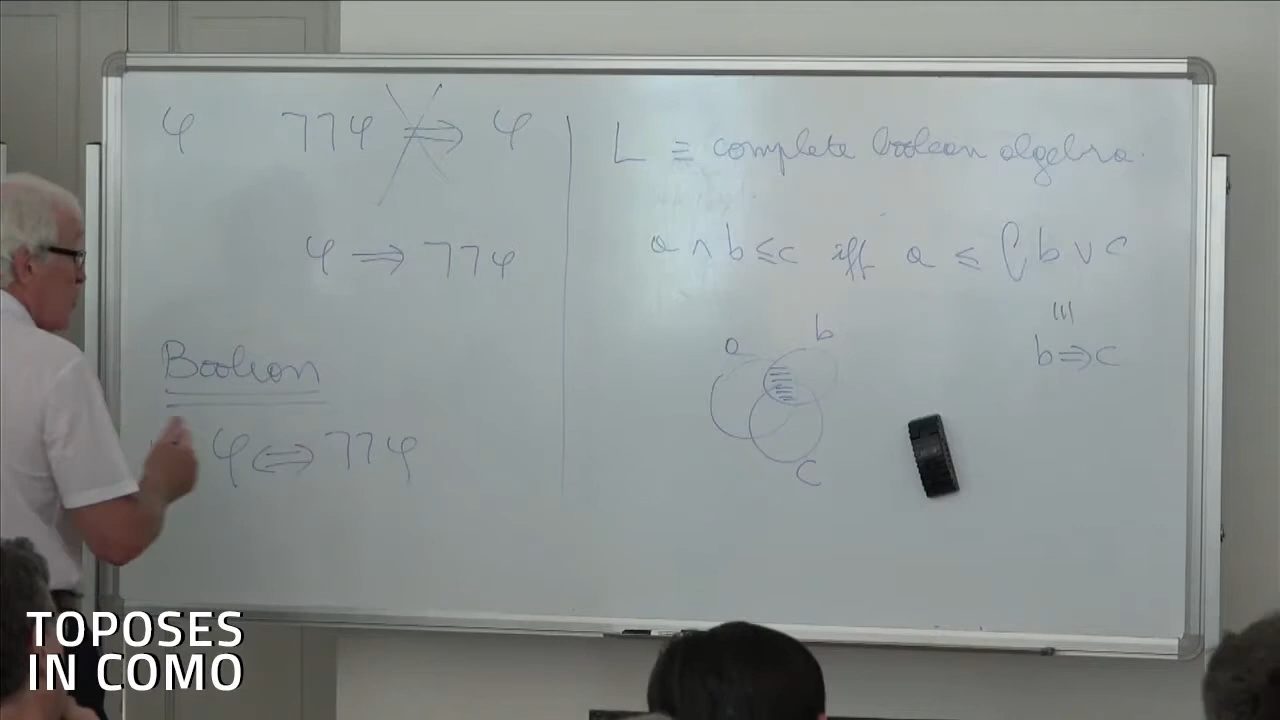 φ ¬¬φ ⇒ φ
φ ⇒ ¬¬φ
Boolean
φ ⇔ ¬¬φ
L ≡ complete boolean algebra.
a ∧ b ≤ c iff a ≤ ∁ b ∨ c
|||
b ⇒ c
a b
c
TOPOSES
IN COMO